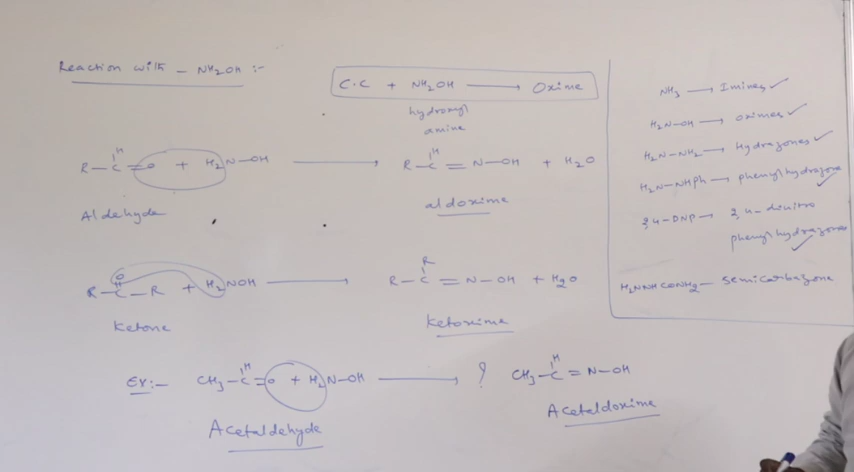 Reaction with - NH2OH :-
C.C + NH2OH ⟶ Oxime
hydroxyl
amine
H
R-C=O + H2N-OH ⟶ R-C=N-OH + H2O
H
Aldehyde
aldoxime
O
R-C-R + H2NOH ⟶ R-C=N-OH + H2O
R
Ketone
Ketoxime
Ex:- CH3-C=O + H2N-OH ⟶ ? CH3-C=N-OH
H
H
Acetaldehyde
Acetaldoxime
NH3 ⟶ Imines ✓
H2N-OH ⟶ oximes ✓
H2N-NH2 ⟶ Hydrazones ✓
H2N-NHPh ⟶ phenylhydrazone ✓
2,4-DNP ⟶ 2,4-dinitro
phenylhydrazones ✓
H2NNHCONH2 - semicarbazone